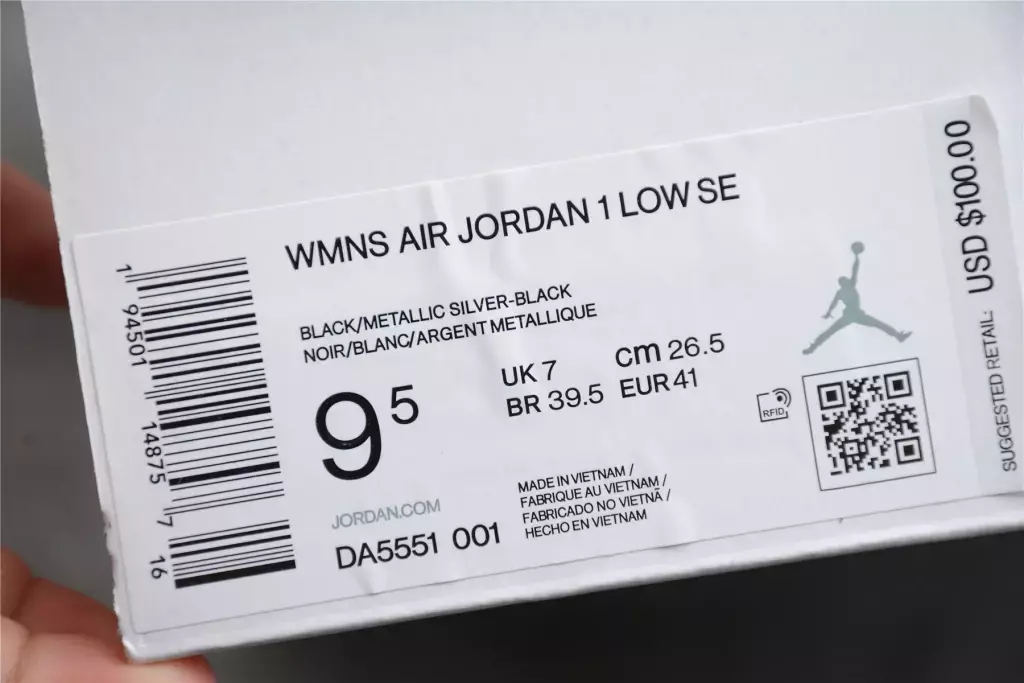 WMNS AIR JORDAN 1 LOW SE
BLACK/METALLIC SILVER-BLACK
NOIR/BLANC/ARGENT METALLIQUE
9 5
UK 7
cm 26.5
BR 39.5
EUR 41
JORDAN.COM
DA5551 001
MADE IN VIETNAM /
FABRIQUE AU VIETNAM /
FABRICADO NO VIETNÃ /
HECHO EN VIETNAM
RFID
SUGGESTED RETAIL: USD $100.00
1 94501 14875 7 16